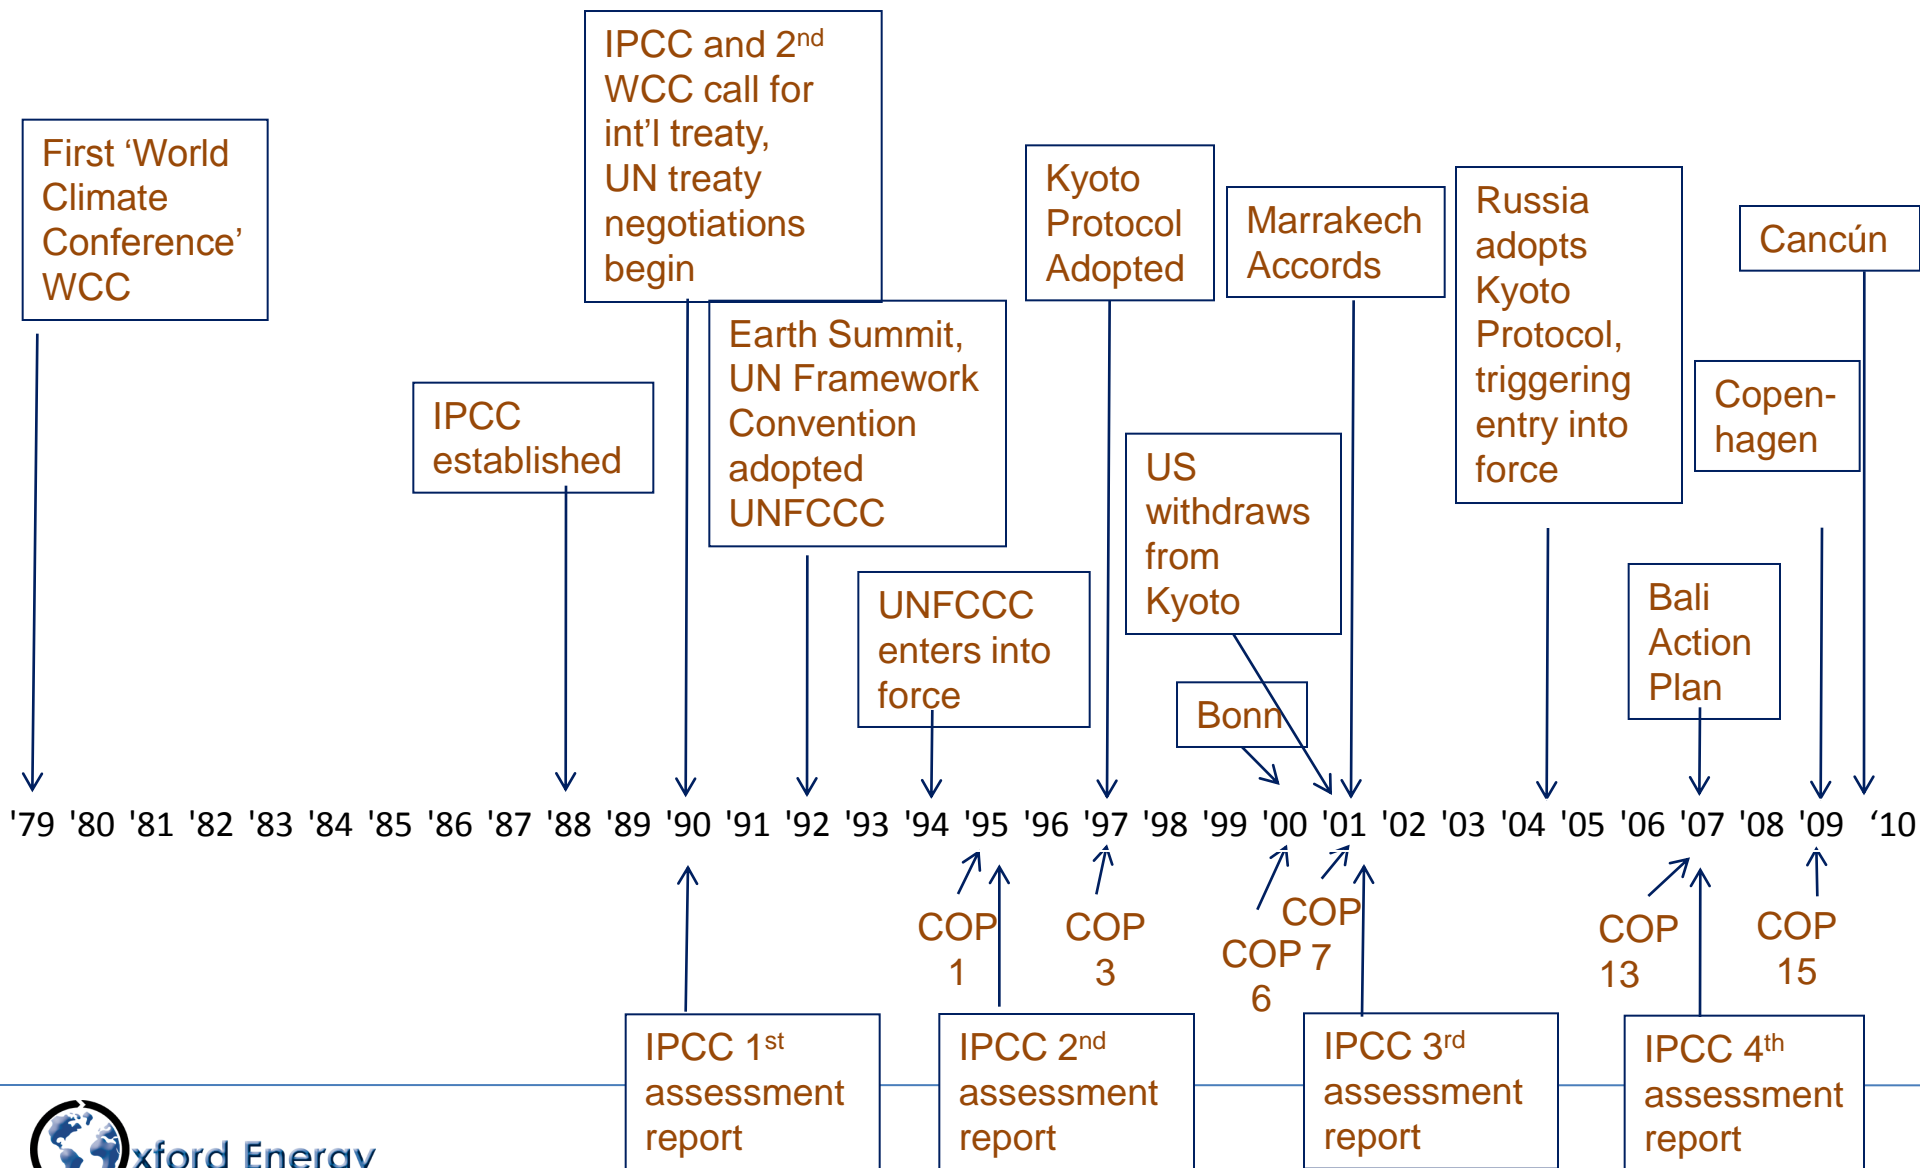 First ‘World
Climate
Conference’
WCC
IPCC
established
IPCC and 2nd
WCC call for
int’l treaty,
UN treaty
negotiations
begin
Earth Summit,
UN Framework
Convention
adopted
UNFCCC
UNFCCC
enters into
force
Kyoto
Protocol
Adopted
US
withdraws
from
Kyoto
Bonn
Marrakech
Accords
Russia
adopts
Kyoto
Protocol,
triggering
entry into
force
Bali
Action
Plan
Copen-
hagen
Cancún
'79 '80 '81 '82 '83 '84 '85 '86 '87 '88 '89 '90 '91 '92 '93 '94 '95 '96 '97 '98 '99 '00 '01 '02 '03 '04 '05 '06 '07 '08 '09 ‘10
COP
1
COP
3
COP
6
COP
7
COP
13
COP
15
IPCC 1st
assessment
report
IPCC 2nd
assessment
report
IPCC 3rd
assessment
report
IPCC 4th
assessment
report
xford Energy